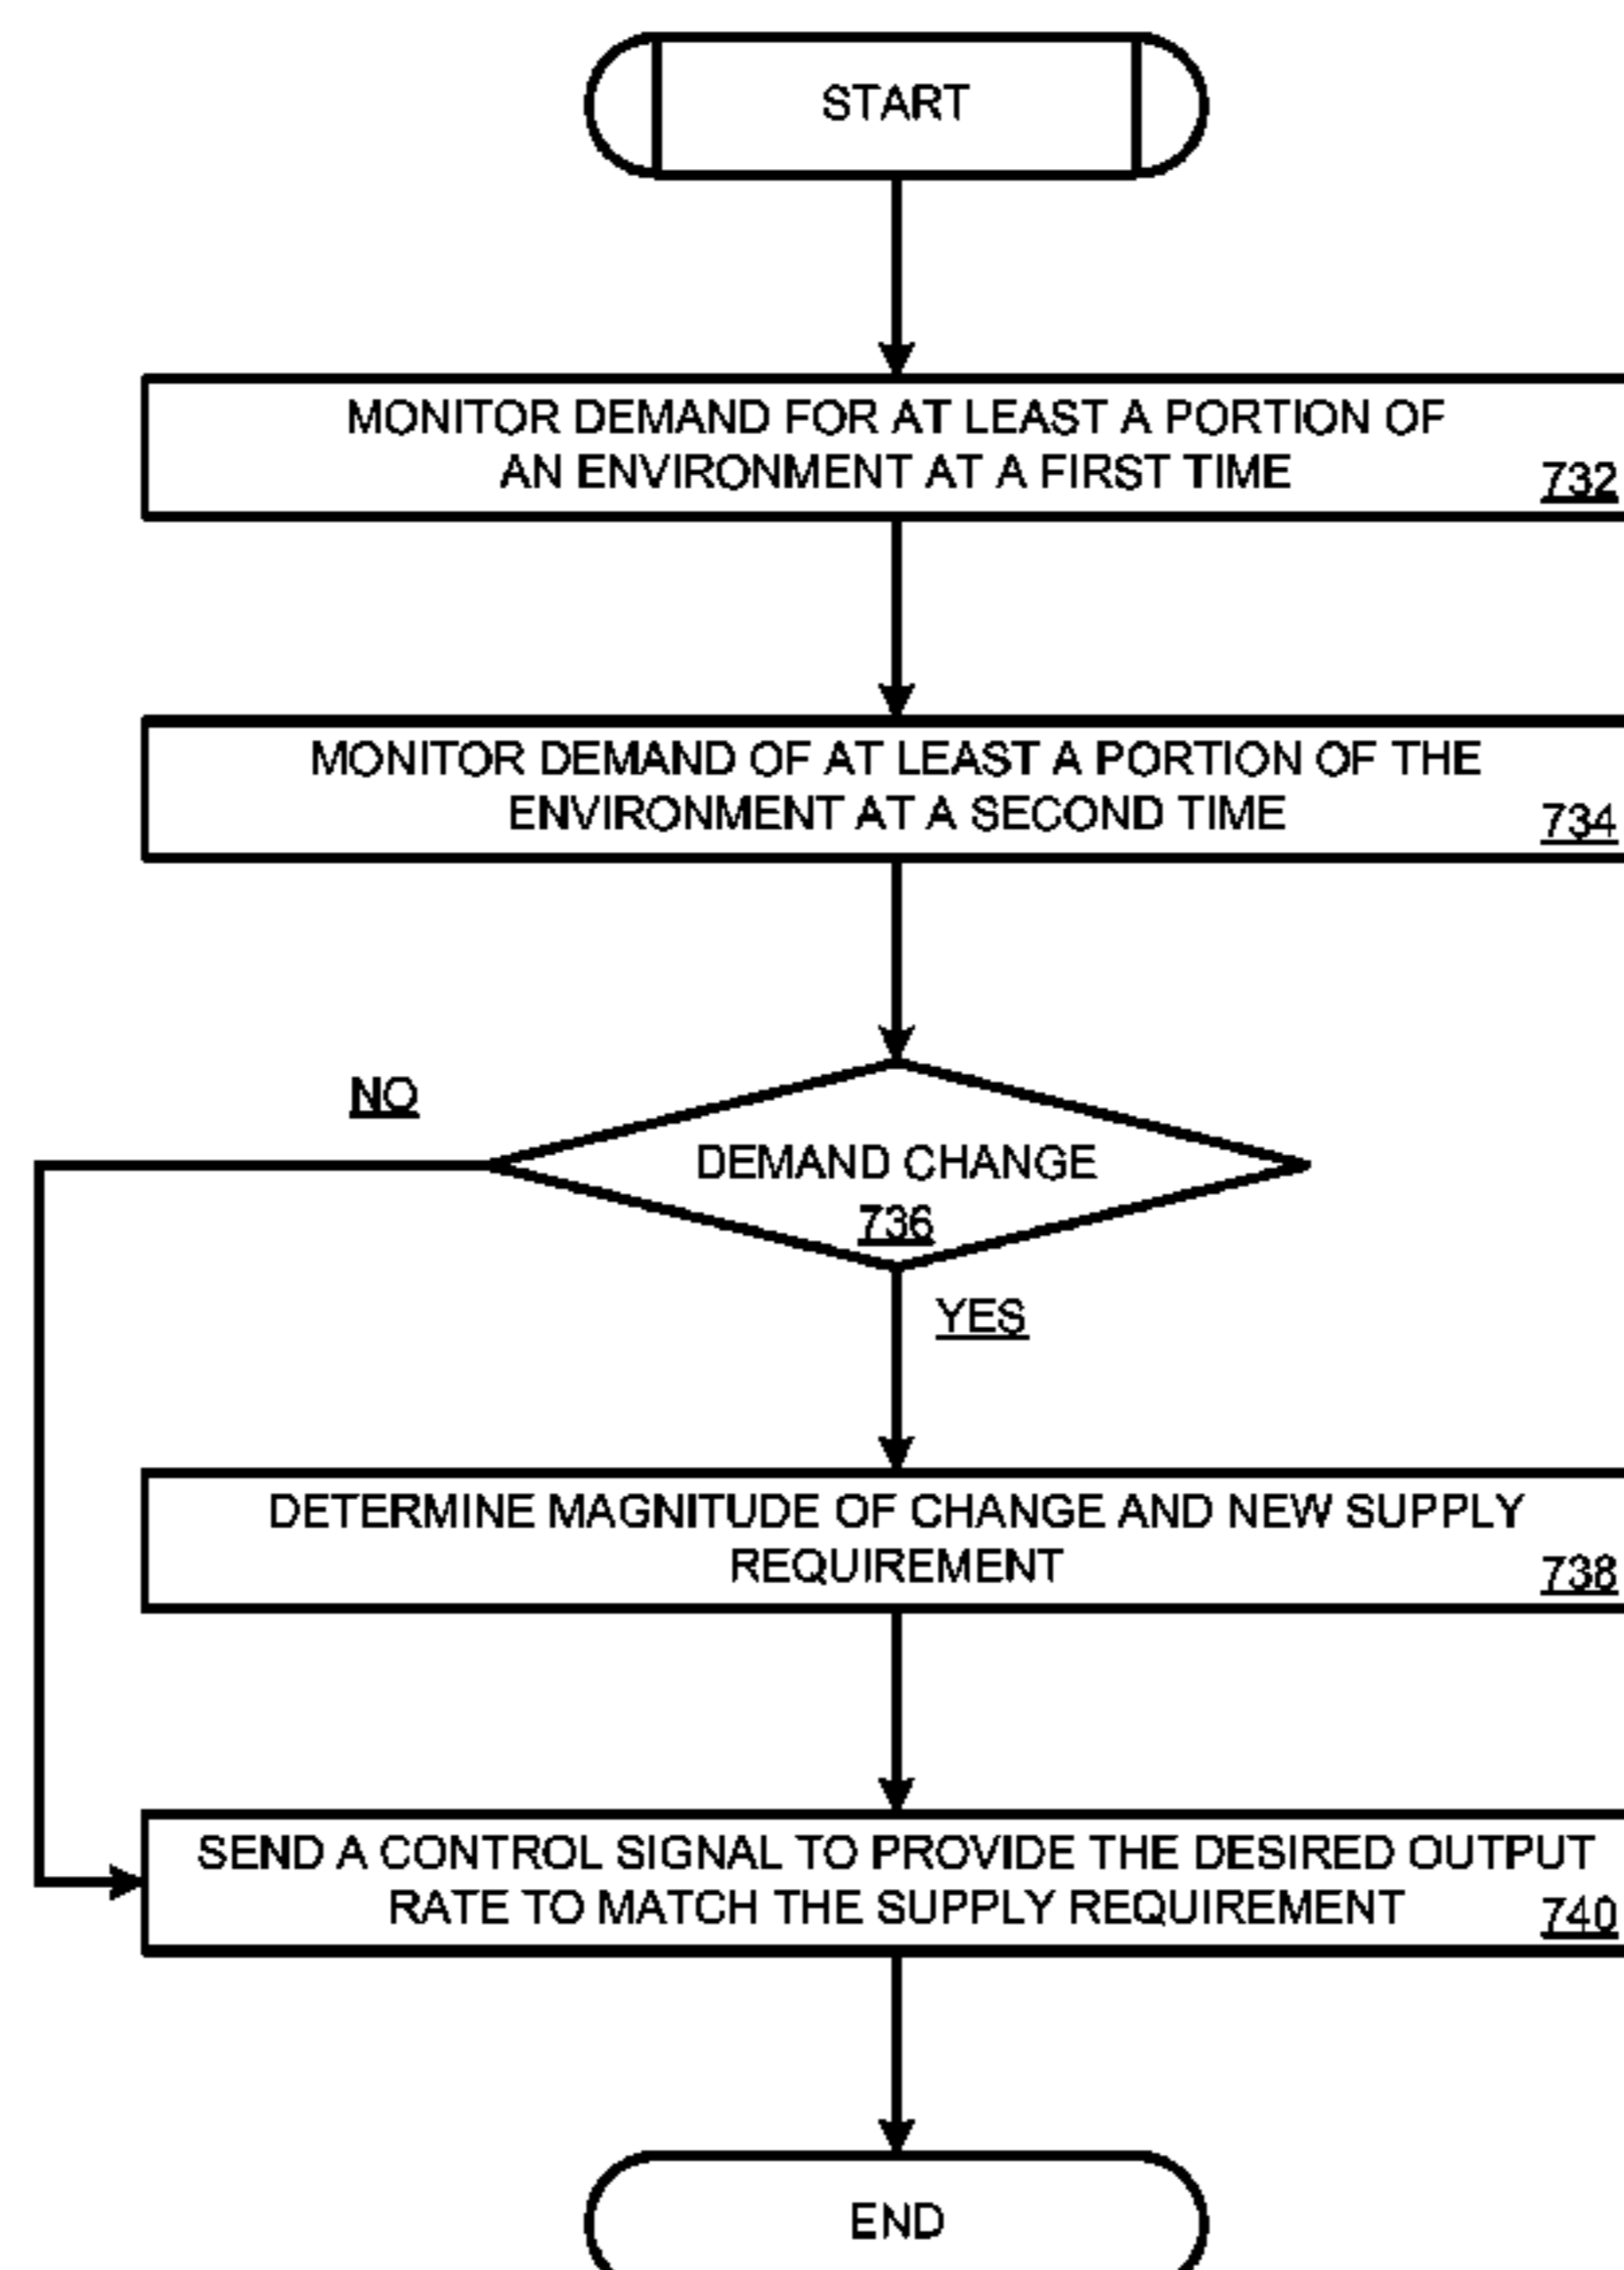 START
MONITOR DEMAND FOR AT LEAST A PORTION OF
AN ENVIRONMENT AT A FIRST TIME
732
MONITOR DEMAND OF AT LEAST A PORTION OF THE
ENVIRONMENT AT A SECOND TIME
734
NO
DEMAND CHANGE
736
YES
DETERMINE MAGNITUDE OF CHANGE AND NEW SUPPLY
REQUIREMENT
738
SEND A CONTROL SIGNAL TO PROVIDE THE DESIRED OUTPUT
RATE TO MATCH THE SUPPLY REQUIREMENT
740
END